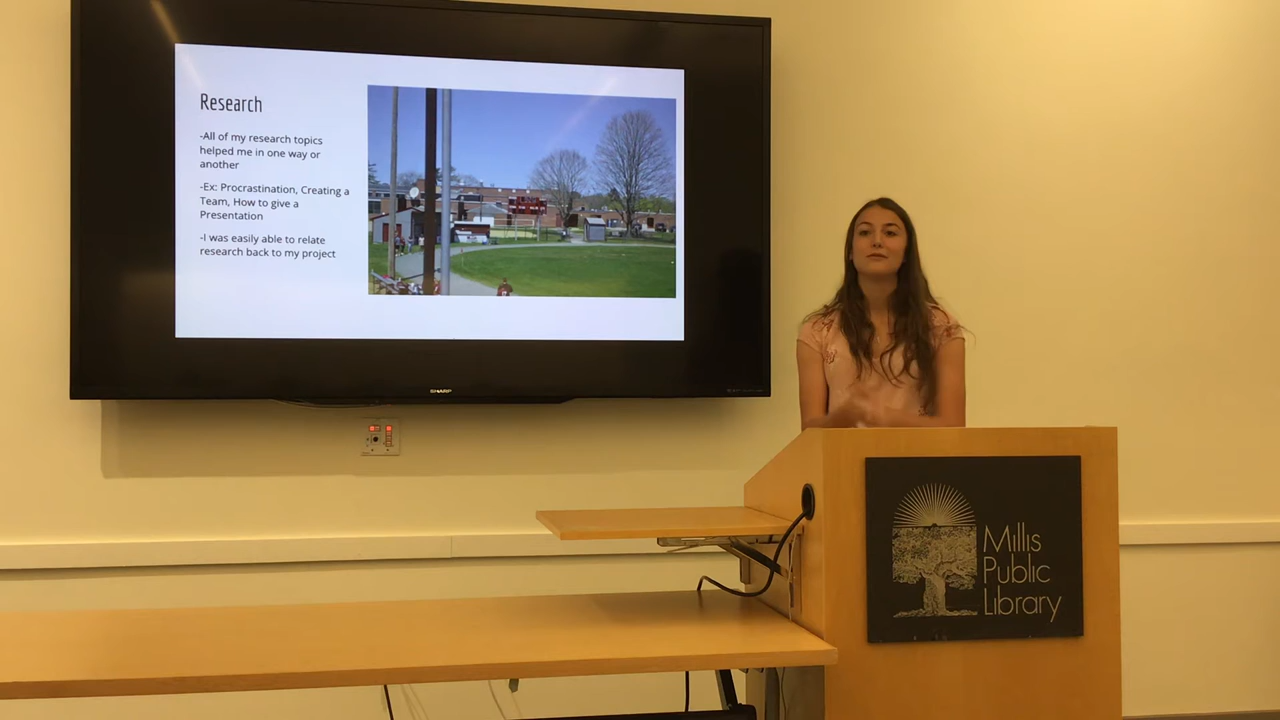 Research
-All of my research topics
helped me in one way or
another
-Ex: Procrastination, Creating a
Team, How to give a
Presentation
-I was easily able to relate
research back to my project
SHARP
Millis
Public
Library